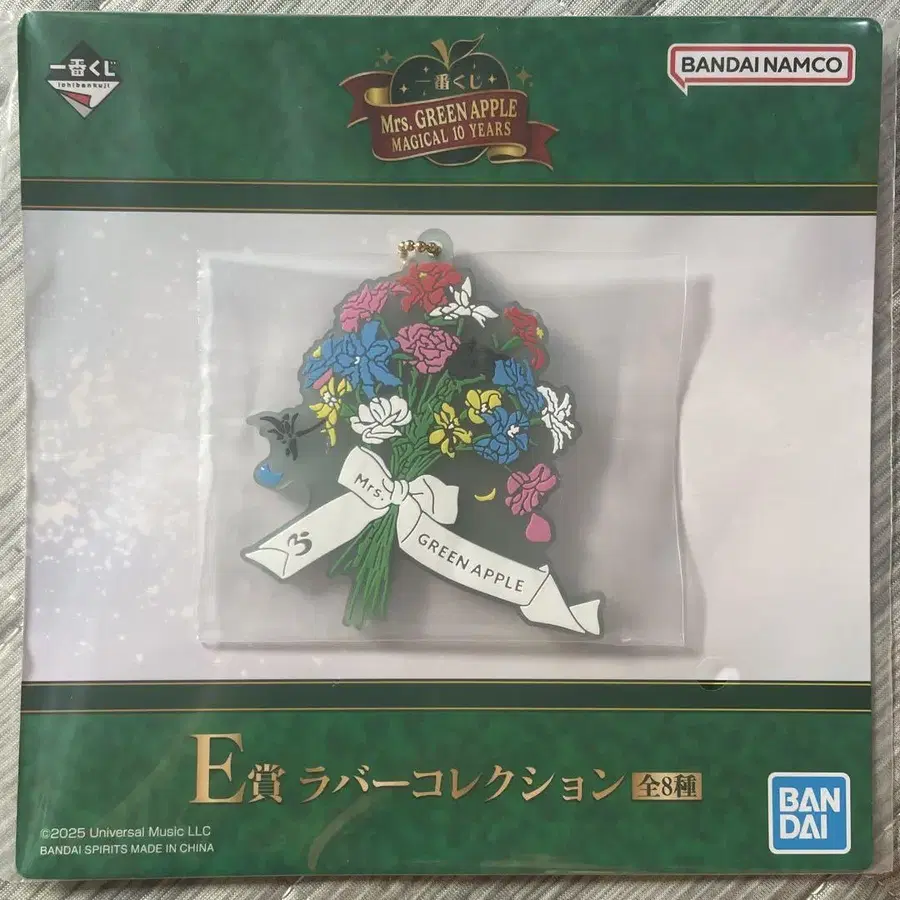 一番くじ
ichibankuji
一番くじ
Mrs. GREEN APPLE
MAGICAL 10 YEARS
BANDAI NAMCO
Mrs.
GREEN APPLE
E賞 ラバーコレクション 全8種
©2025 Universal Music LLC
BANDAI SPIRITS MADE IN CHINA
BAN
DAI